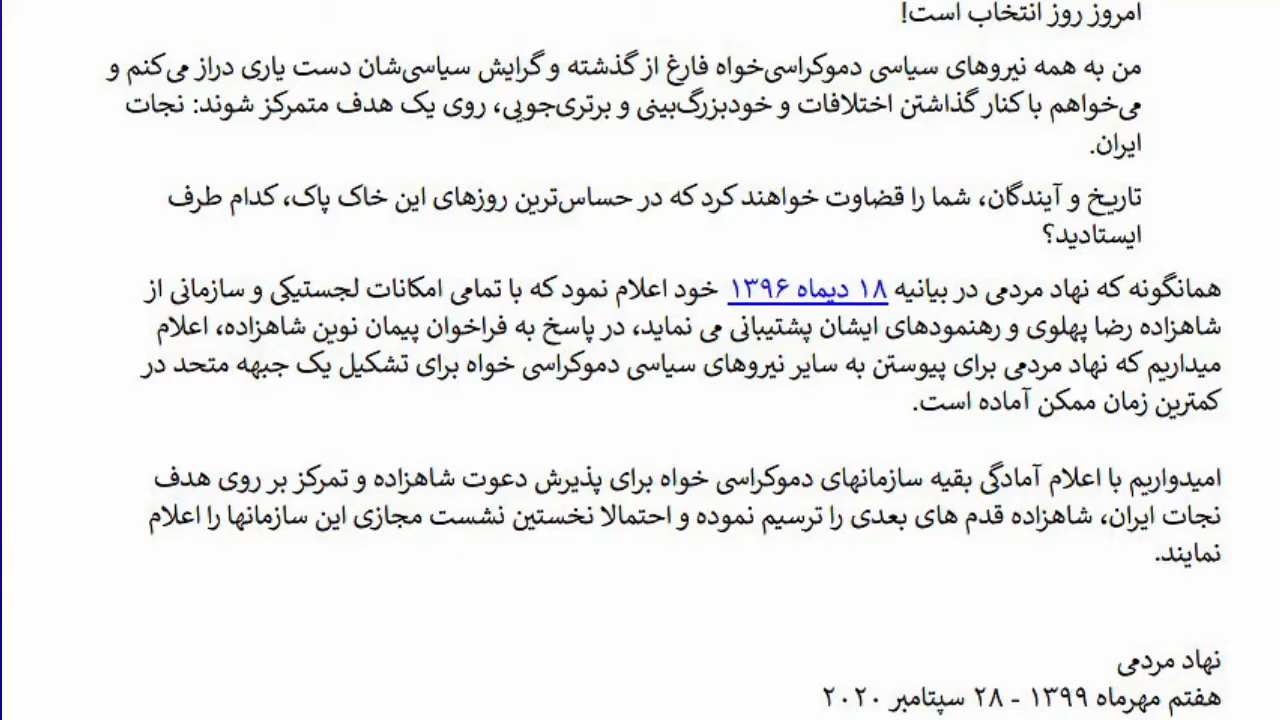 امروز روز انتخاب است!
من به همه نیروهای سیاسی دموکراسی‌خواه فارغ از گذشته و گرایش سیاسی‌شان دست یاری دراز می‌کنم و
می‌خواهم با کنار گذاشتن اختلافات و خودبزرگ‌بینی و برتری‌جویی، روی یک هدف متمرکز شوند: نجات
ایران.
تاریخ و آیندگان، شما را قضاوت خواهند کرد که در حساس‌ترین روزهای این خاک پاک، کدام طرف
ایستادید؟
همانگونه که نهاد مردمی در بیانیه ۱۸ دیماه ۱۳۹۶ خود اعلام نمود که با تمامی امکانات لجستیکی و سازمانی از
شاهزاده رضا پهلوی و رهنمودهای ایشان پشتیبانی می نماید، در پاسخ به فراخوان پیمان نوین شاهزاده، اعلام
میداریم که نهاد مردمی برای پیوستن به سایر نیروهای سیاسی دموکراسی خواه برای تشکیل یک جبهه متحد در
کمترین زمان ممکن آماده است.
امیدواریم با اعلام آمادگی بقیه سازمانهای دموکراسی خواه برای پذیرش دعوت شاهزاده و تمرکز بر روی هدف
نجات ایران، شاهزاده قدم های بعدی را ترسیم نموده و احتمالا نخستین نشست مجازی این سازمانها را اعلام
نمایند.
نهاد مردمی
هفتم مهرماه ۱۳۹۹ - ۲۸ سپتامبر ۲۰۲۰